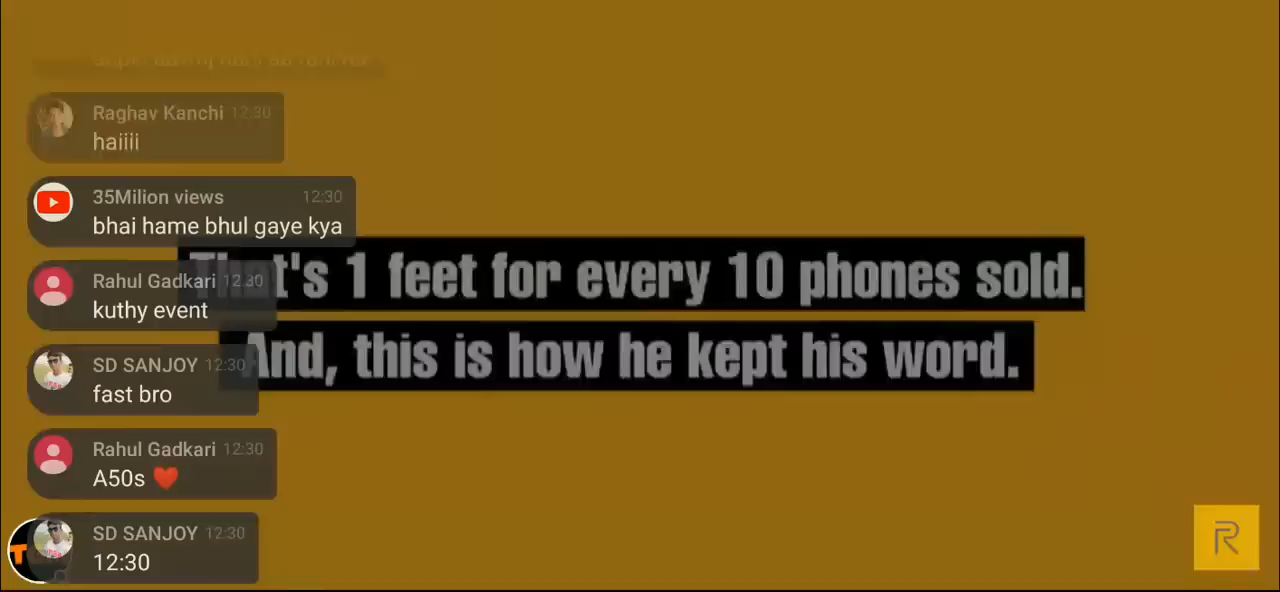 Raghav Kanchi 12:30
haiiii
35Milion views 12:30
bhai hame bhul gaye kya
That's 1 feet for every 10 phones sold.
Rahul Gadkari 12:30
kuthy event
And, this is how he kept his word.
SD SANJOY 12:30
fast bro
Rahul Gadkari 12:30
A50s ❤️
SD SANJOY 12:30
12:30
R